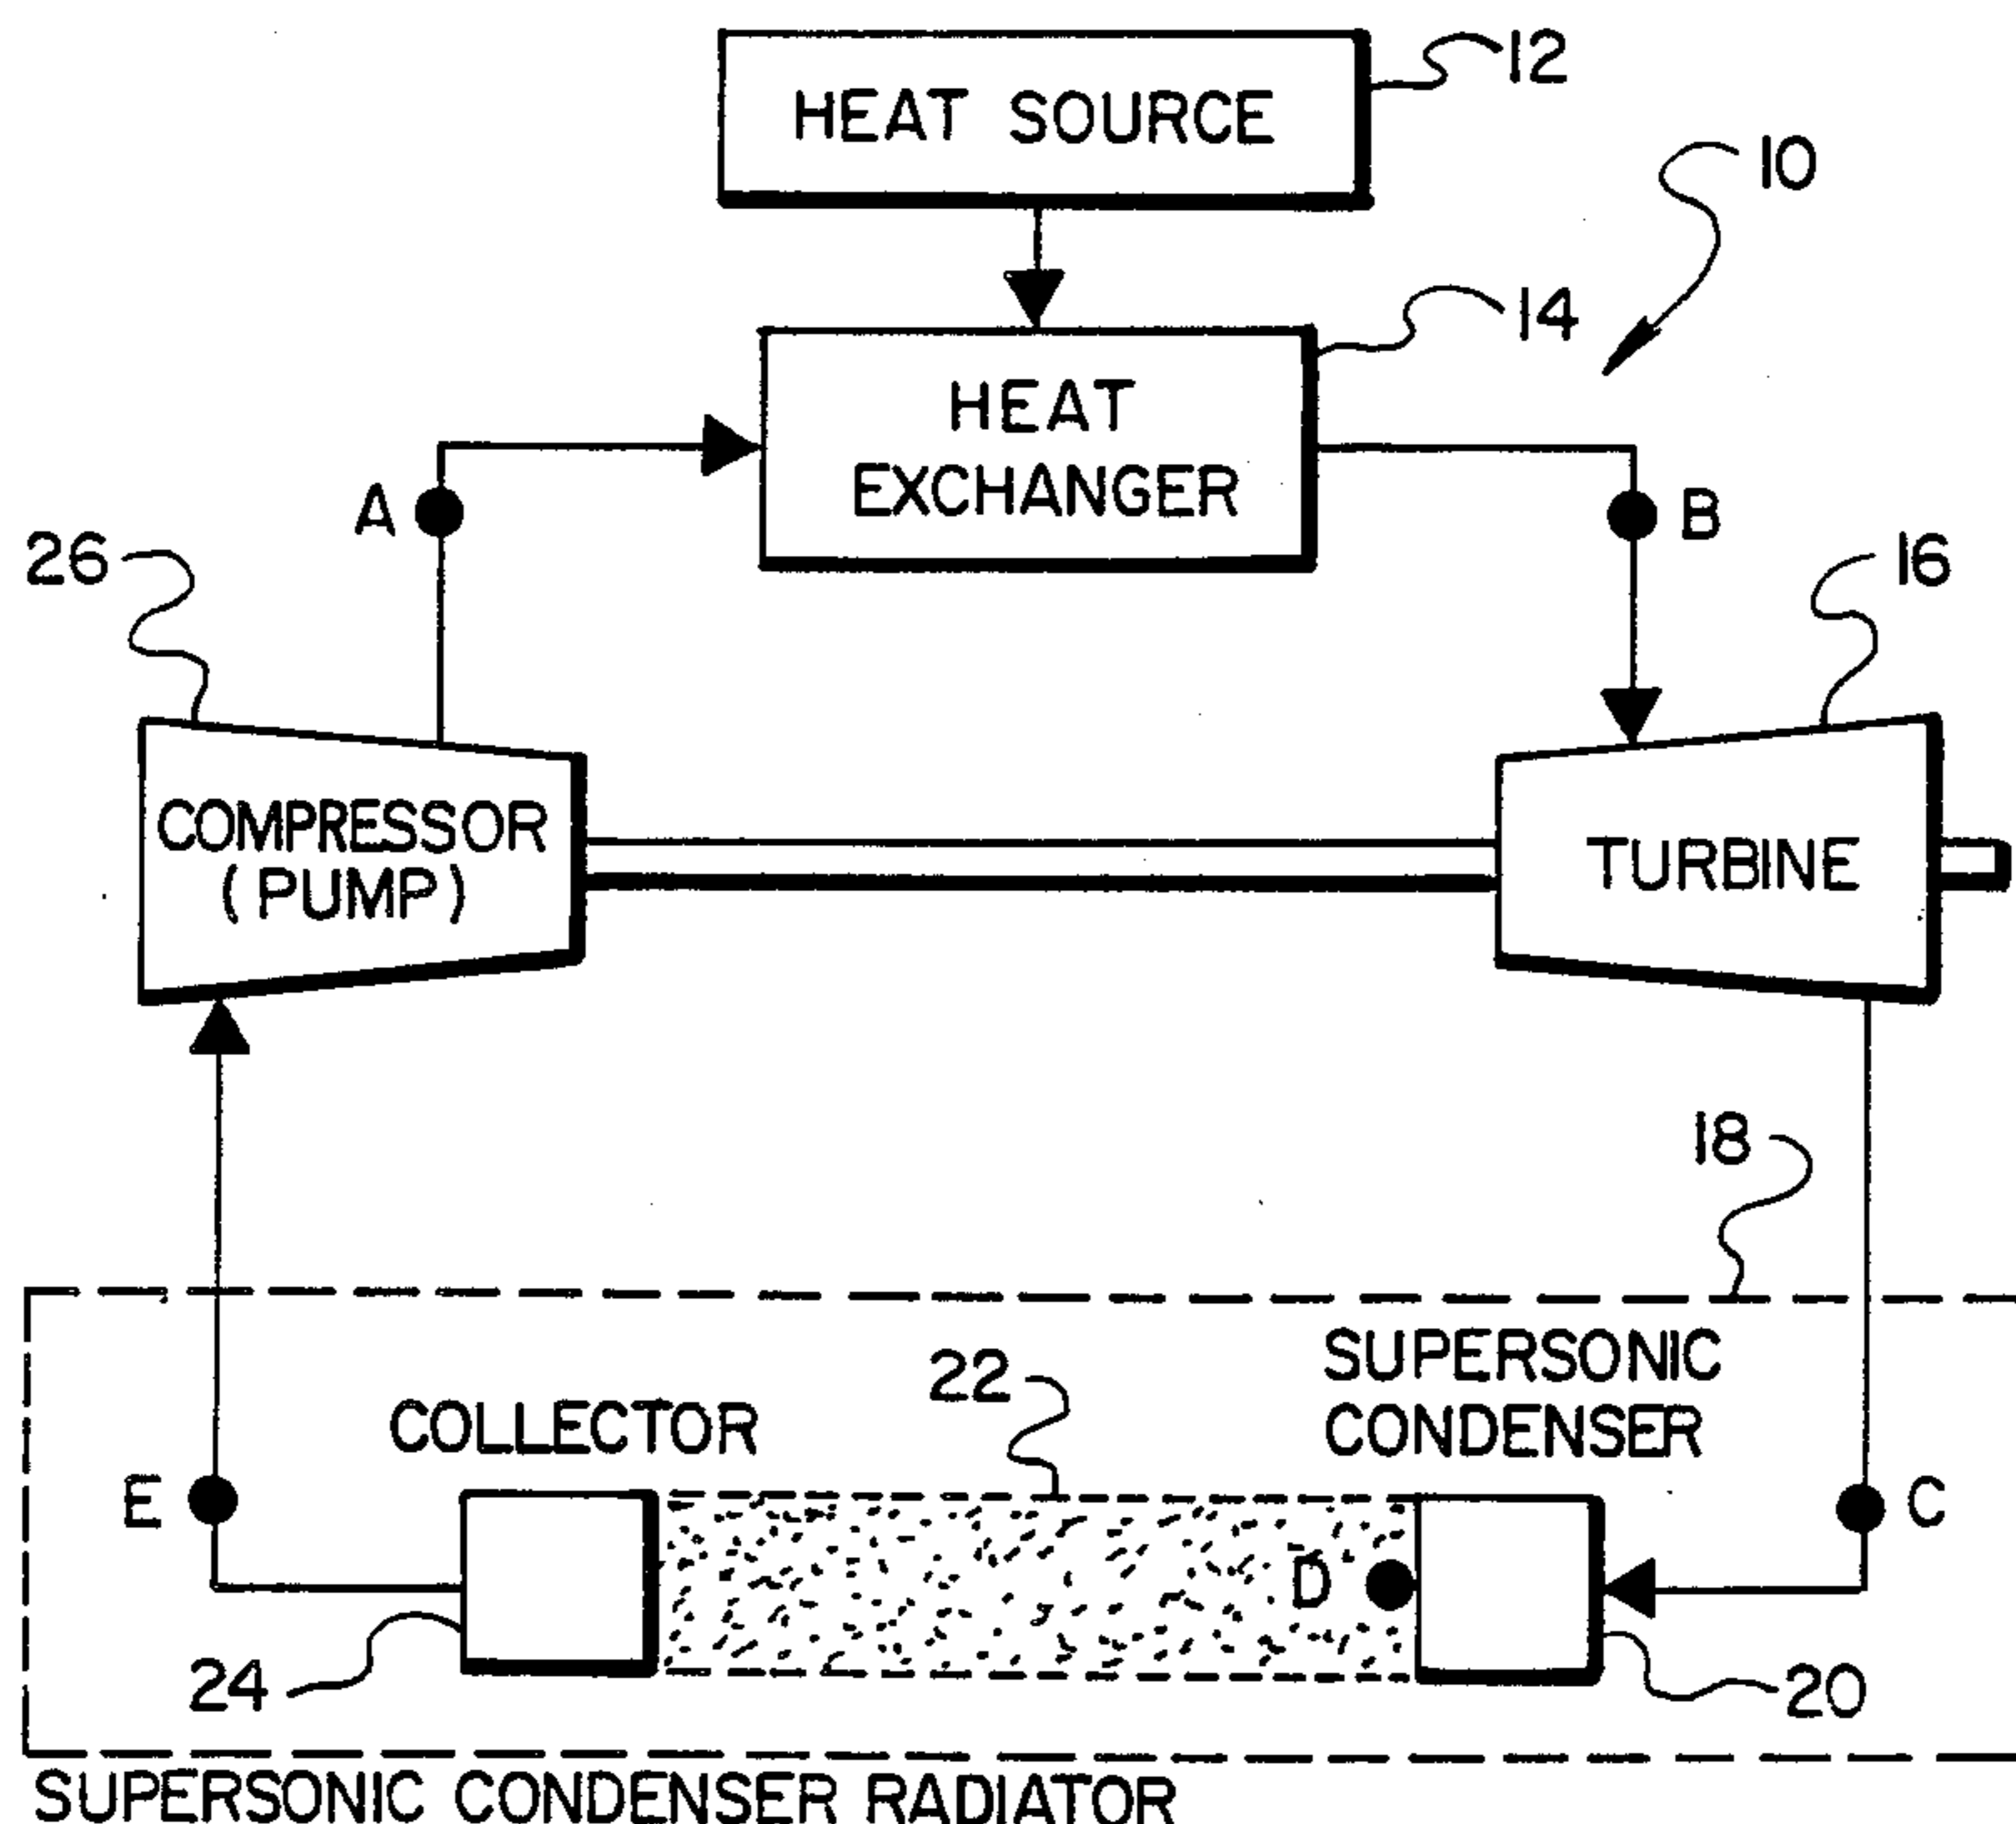 HEAT SOURCE
12
10
14
HEAT
EXCHANGER
A
B
26
16
COMPRESSOR
(PUMP)
TURBINE
18
SUPERSONIC
CONDENSER
22
COLLECTOR
E
C
D
24
20
SUPERSONIC CONDENSER RADIATOR